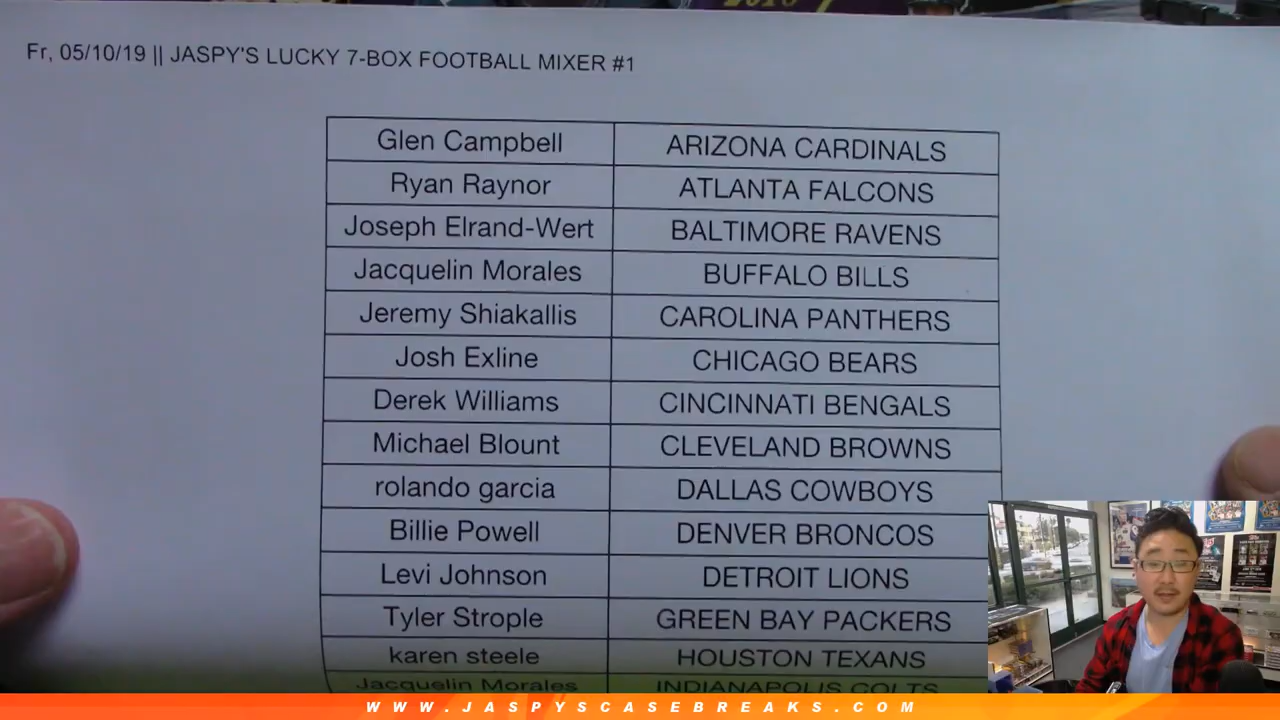 Fr, 05/10/19 || JASPY'S LUCKY 7-BOX FOOTBALL MIXER #1
Glen Campbell ARIZONA CARDINALS
Ryan Raynor ATLANTA FALCONS
Joseph Elrand-Wert BALTIMORE RAVENS
Jacquelin Morales BUFFALO BILLS
Jeremy Shiakallis CAROLINA PANTHERS
Josh Exline CHICAGO BEARS
Derek Williams CINCINNATI BENGALS
Michael Blount CLEVELAND BROWNS
rolando garcia DALLAS COWBOYS
Billie Powell DENVER BRONCOS
Levi Johnson DETROIT LIONS
Tyler Strople GREEN BAY PACKERS
karen steele HOUSTON TEXANS
Jacquelin Morales INDIANAPOLIS COLTS
WWW.JASPYSCASEBREAKS.COM